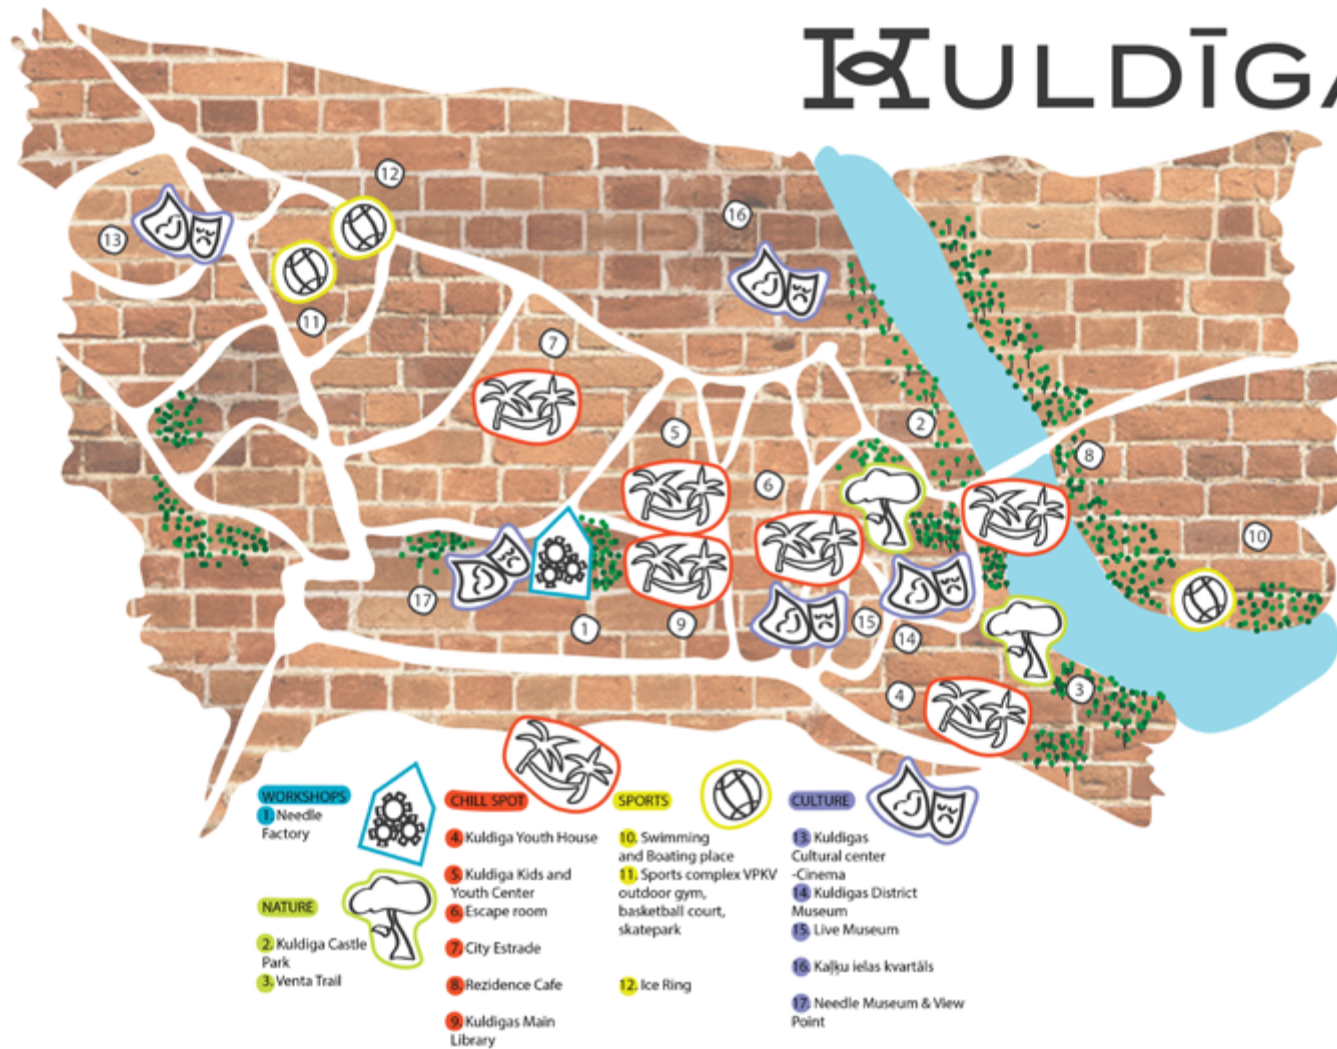 KULDĪGA
12
16
13
11
7
5
2
8
6
10
17
1
9
15
14
4
3
WORKSHOPS
1. Needle
Factory
NATURE
2. Kuldiga Castle
Park
3. Venta Trail
CHILL SPOT
4. Kuldiga Youth House
5. Kuldiga Kids and
Youth Center
6. Escape room
7. City Estrade
8. Rezidence Cafe
9. Kuldigas Main
Library
SPORTS
10. Swimming
and Boating place
11. Sports complex VPKV
outdoor gym,
basketball court,
skatepark
12. Ice Ring
CULTURE
13. Kuldigas
Cultural center
-Cinema
14. Kuldigas District
Museum
15. Live Museum
16. Kaļķu ielas kvartāls
17. Needle Museum & View
Point